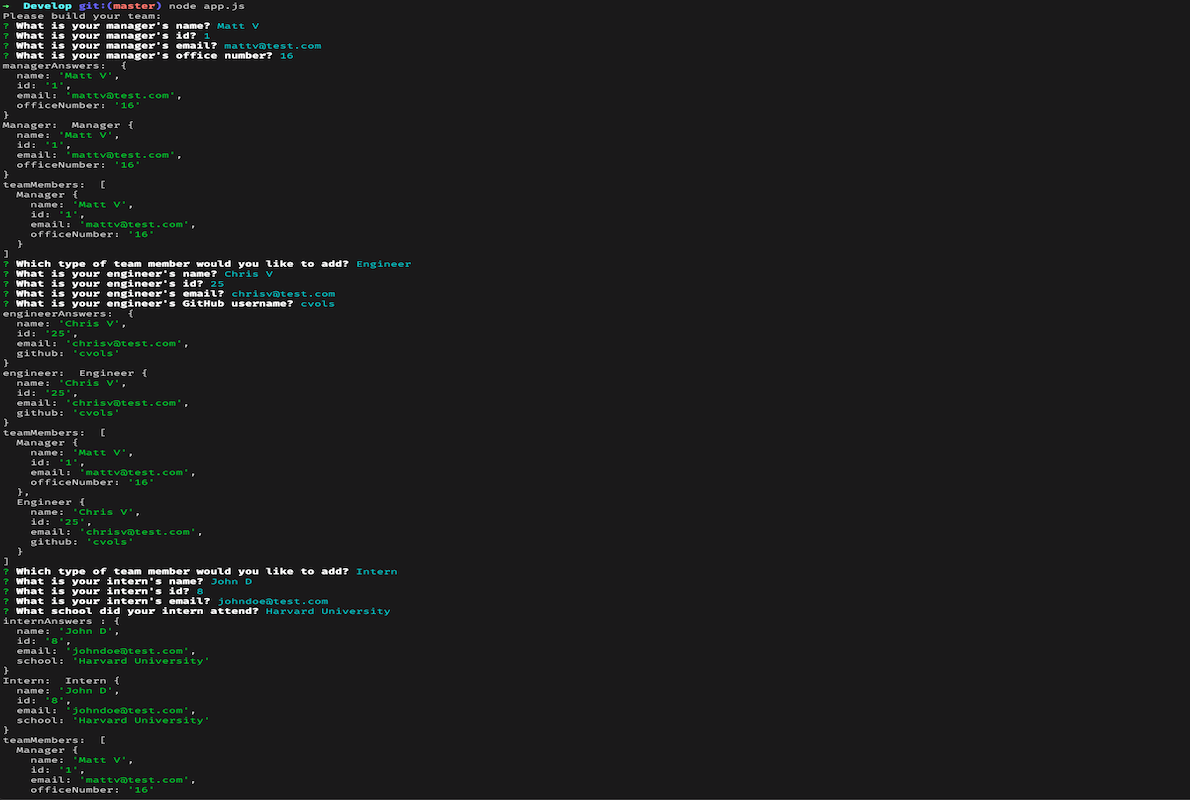 → Develop git:(master) node app.js
Please build your team:
? What is your manager's name? Matt V
? What is your manager's id? 1
? What is your manager's email? mattv@test.com
? What is your manager's office number? 16
managerAnswers:  {
  name: 'Matt V',
  id: '1',
  email: 'mattv@test.com',
  officeNumber: '16'
}
Manager:  Manager {
  name: 'Matt V',
  id: '1',
  email: 'mattv@test.com',
  officeNumber: '16'
}
teamMembers:  [
  Manager {
    name: 'Matt V',
    id: '1',
    email: 'mattv@test.com',
    officeNumber: '16'
  }
]
? Which type of team member would you like to add? Engineer
? What is your engineer's name? Chris V
? What is your engineer's id? 25
? What is your engineer's email? chrisv@test.com
? What is your engineer's GitHub username? cvols
engineerAnswers:  {
  name: 'Chris V',
  id: '25',
  email: 'chrisv@test.com',
  github: 'cvols'
}
engineer:  Engineer {
  name: 'Chris V',
  id: '25',
  email: 'chrisv@test.com',
  github: 'cvols'
}
teamMembers:  [
  Manager {
    name: 'Matt V',
    id: '1',
    email: 'mattv@test.com',
    officeNumber: '16'
  },
  Engineer {
    name: 'Chris V',
    id: '25',
    email: 'chrisv@test.com',
    github: 'cvols'
  }
]
? Which type of team member would you like to add? Intern
? What is your intern's name? John D
? What is your intern's id? 8
? What is your intern's email? johndoe@test.com
? What school did your intern attend? Harvard University
internAnswers : {
  name: 'John D',
  id: '8',
  email: 'johndoe@test.com',
  school: 'Harvard University'
}
Intern:  Intern {
  name: 'John D',
  id: '8',
  email: 'johndoe@test.com',
  school: 'Harvard University'
}
teamMembers:  [
  Manager {
    name: 'Matt V',
    id: '1',
    email: 'mattv@test.com',
    officeNumber: '16'